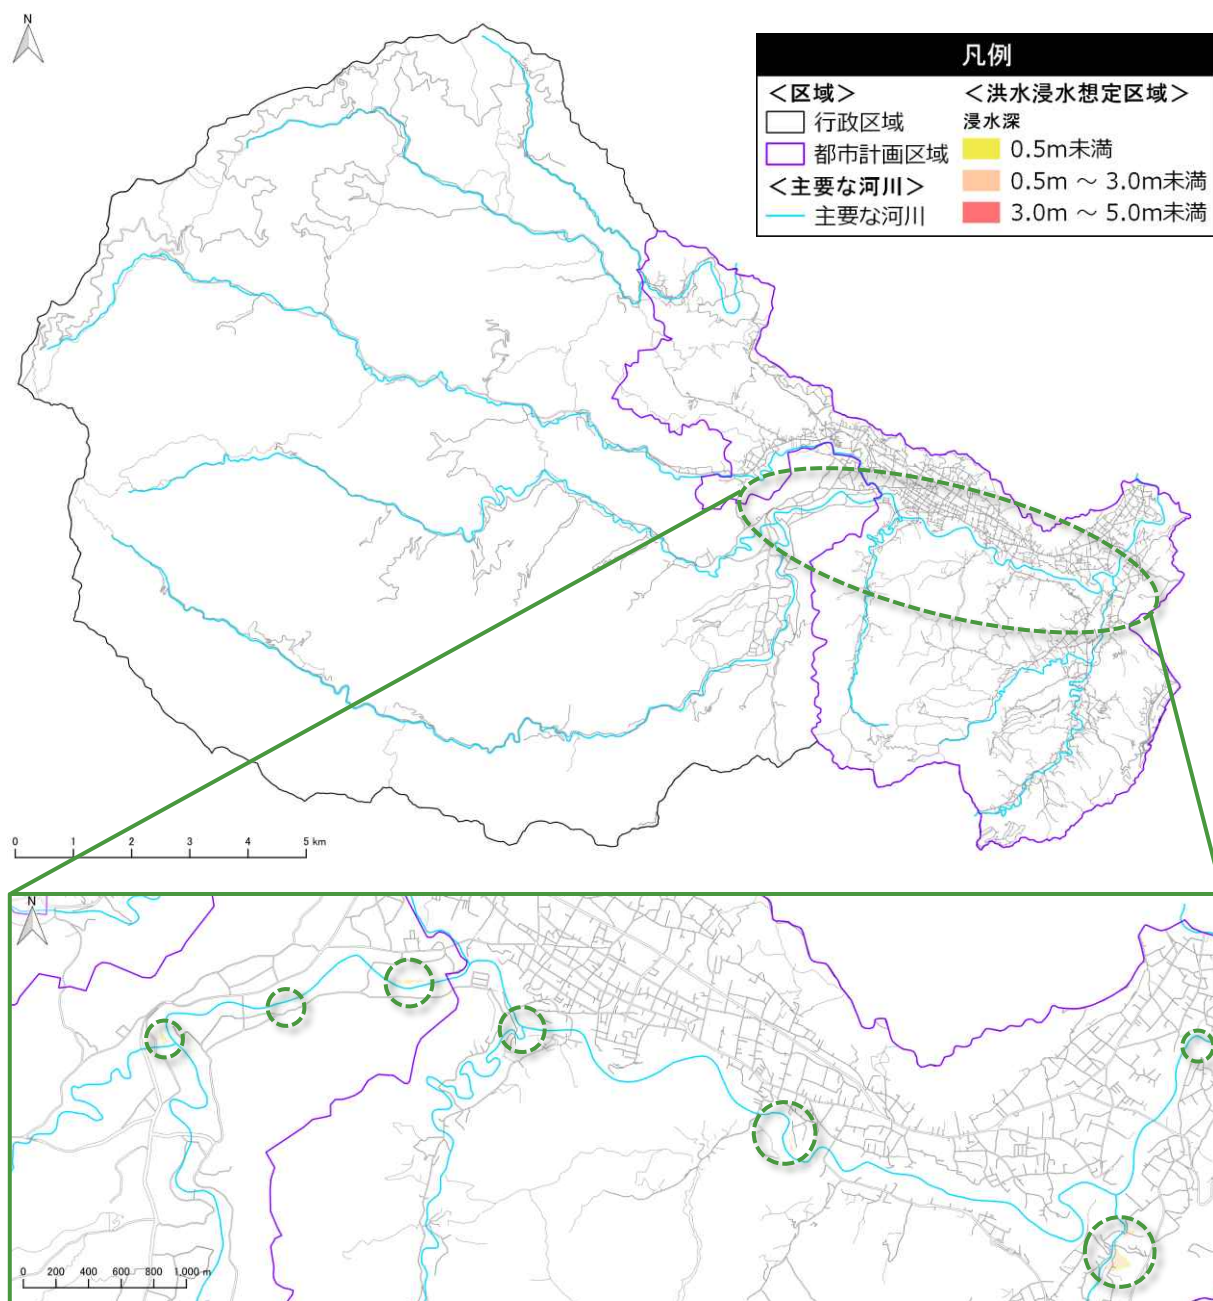 N
凡例
<区域>
行政区域
都市計画区域
<主要な河川>
主要な河川
<洪水浸水想定区域>
浸水深
0.5m未満
0.5m ～ 3.0m未満
3.0m ～ 5.0m未満
0 1 2 3 4 5 km
N
0 200 400 600 800 1,000 m